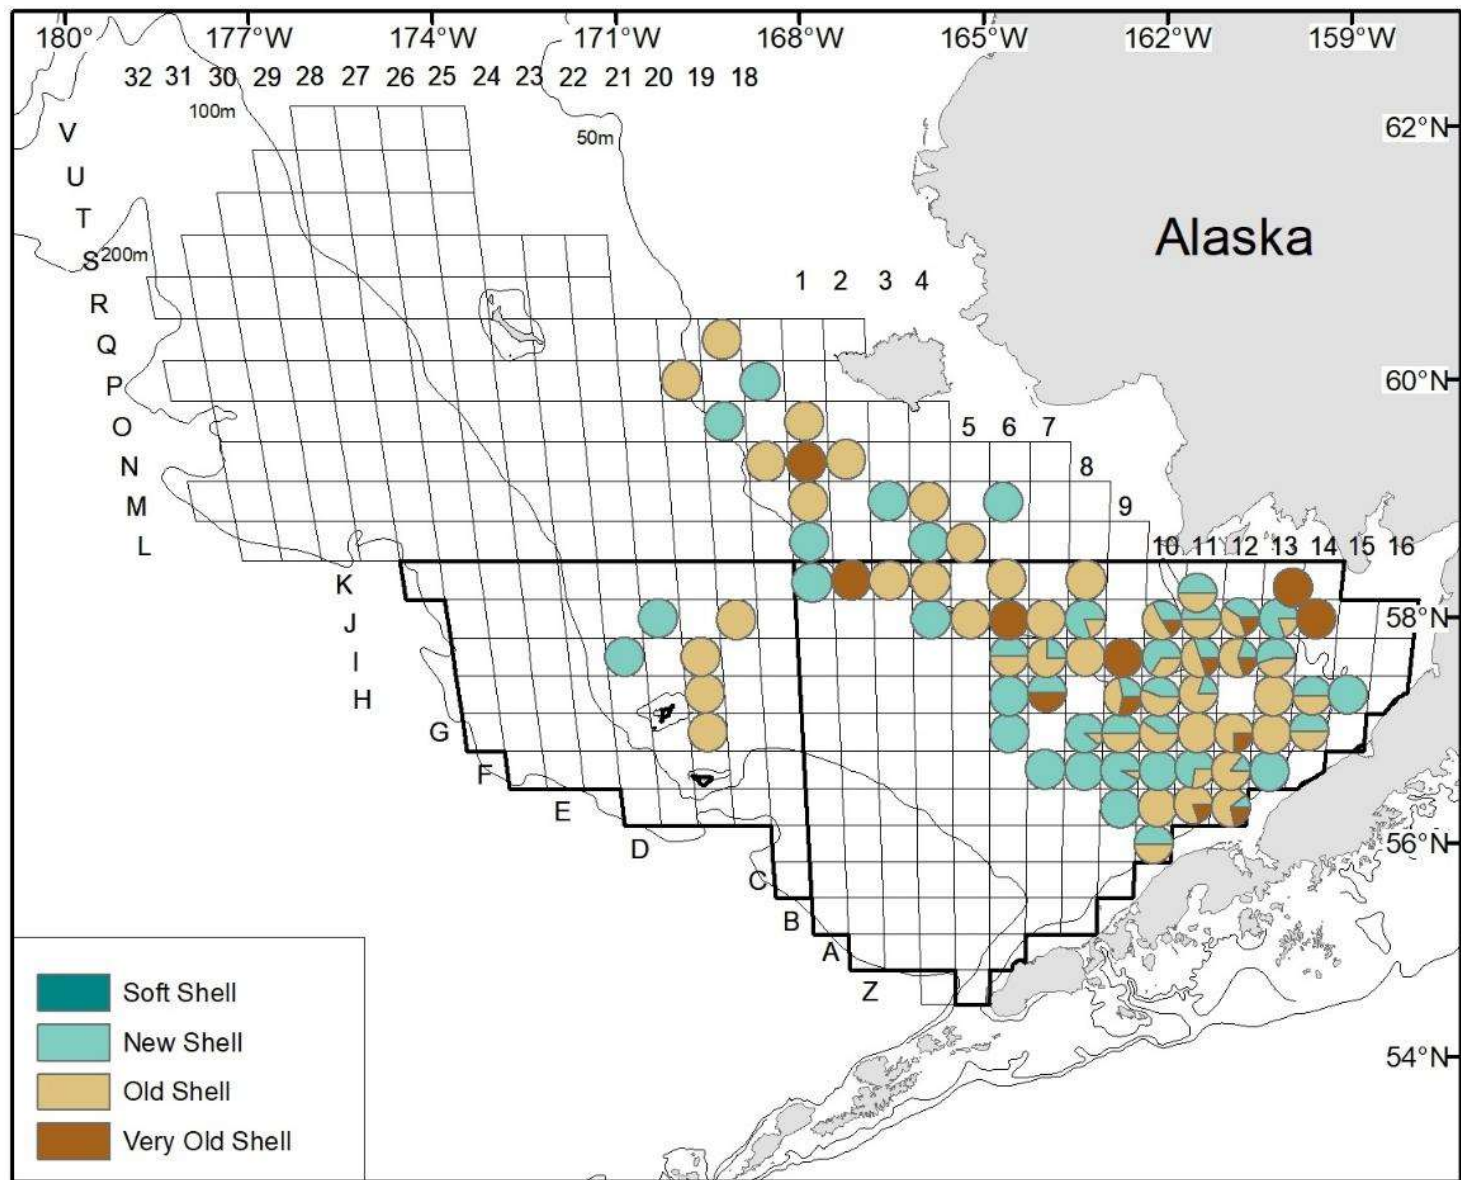 180° 177°W 174°W 171°W 168°W 165°W 162°W 159°W
32 31 30 29 28 27 26 25 24 23 22 21 20 19 18
100m
50m
62°N
V
U
T
Alaska
S
200m
1 2 3 4
R
Q
60°N
P
O
5 6 7
N
8
M
9
L
10 11 12 13 14 15 16
K
58°N
J
I
H
G
F
E
D
56°N
C
B
A
Z
Soft Shell
New Shell
54°N
Old Shell
Very Old Shell